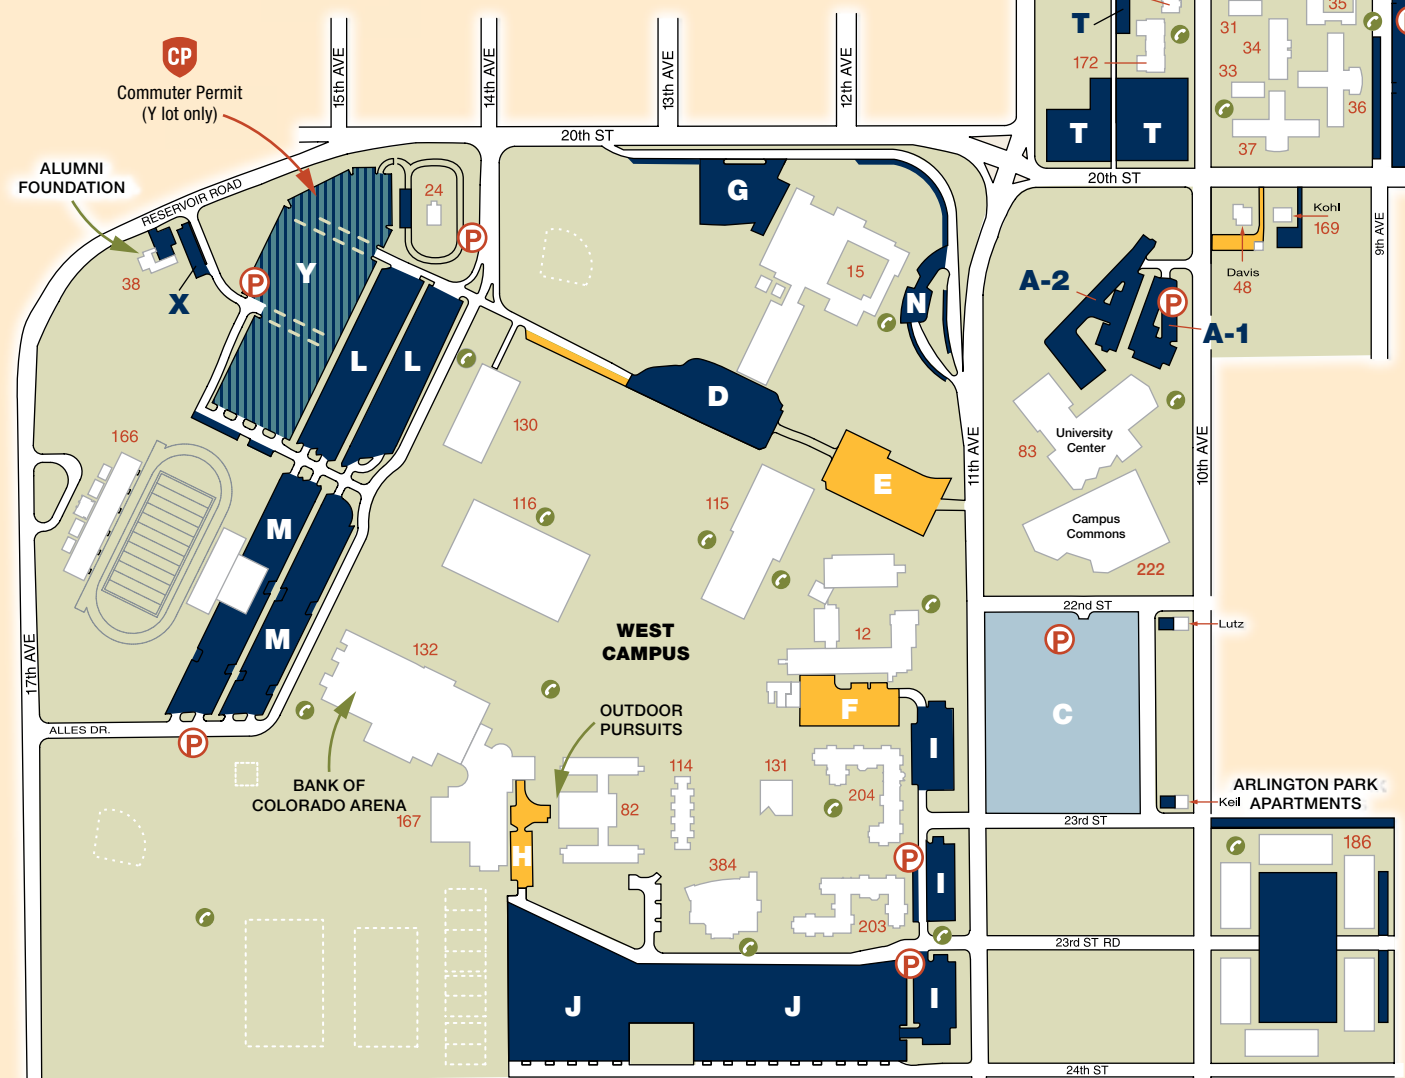 CP
Commuter Permit
(Y lot only)
15th AVE
14th AVE
13th AVE
12th AVE
20th ST
T
172
T
T
31
34
33
35
36
37
20th ST
ALUMNI
FOUNDATION
RESERVOIR ROAD
24
P
38
X
P
Y
L
L
G
15
N
A-2
P
A-1
Kohl
169
Davis
48
9th AVE
D
130
166
E
83
University
Center
11th AVE
10th AVE
116
115
Campus
Commons
222
M
M
22nd ST
Lutz
12
WEST
CAMPUS
132
17th AVE
P
C
F
I
OUTDOOR
PURSUITS
ALLES DR.
P
BANK OF
COLORADO ARENA
167
82
114
131
204
Keil
ARLINGTON PARK
APARTMENTS
23rd ST
186
H
384
P
I
203
23rd ST RD
P
I
J
J
24th ST